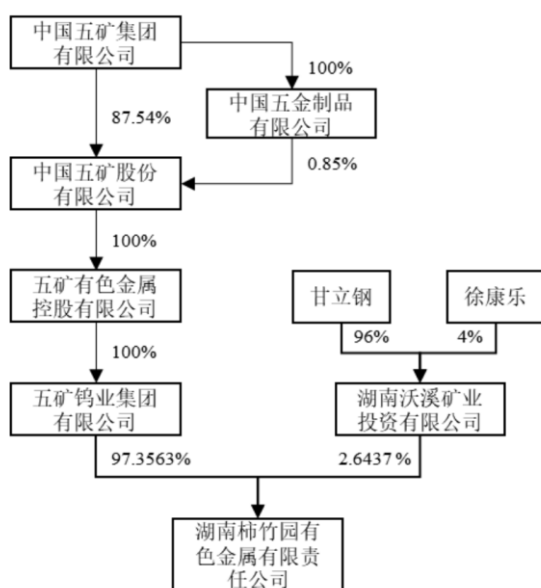 中国五矿集团
有限公司
100%
中国五金制品
有限公司
87.54%
0.85%
中国五矿股份
有限公司
100%
五矿有色金属
控股有限公司
甘立钢
徐康乐
96%
4%
100%
五矿钨业集团
有限公司
湖南沃溪矿业
投资有限公司
97.3563%
2.6437%
湖南柿竹园有
色金属有限责
任公司